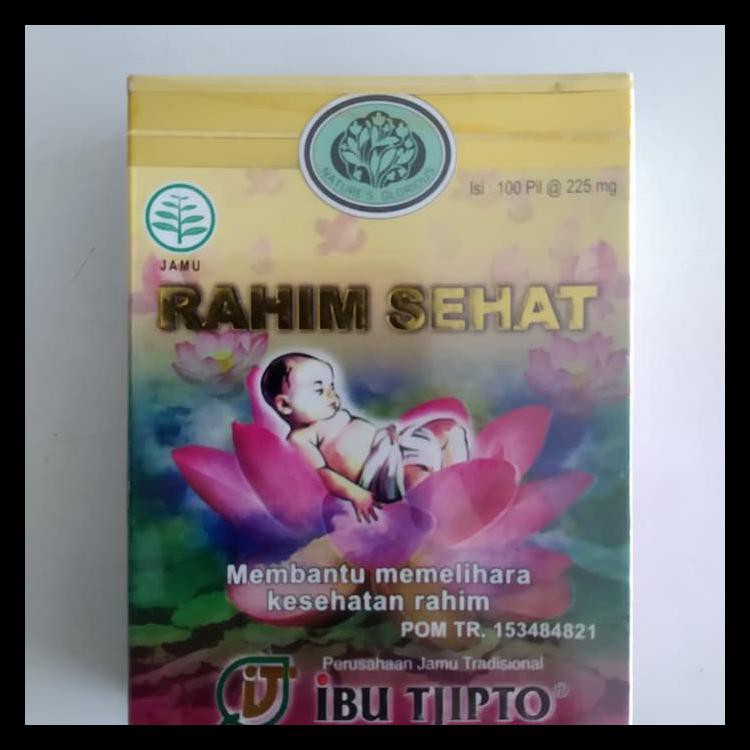 NATURE'S GLORIOUS
Isi : 100 Pil @ 225 mg
JAMU
RAHIM SEHAT
Membantu memelihara
kesehatan rahim
POM TR. 153484821
Perusahaan Jamu Tradisional
IJT
iBU TJIPTO®